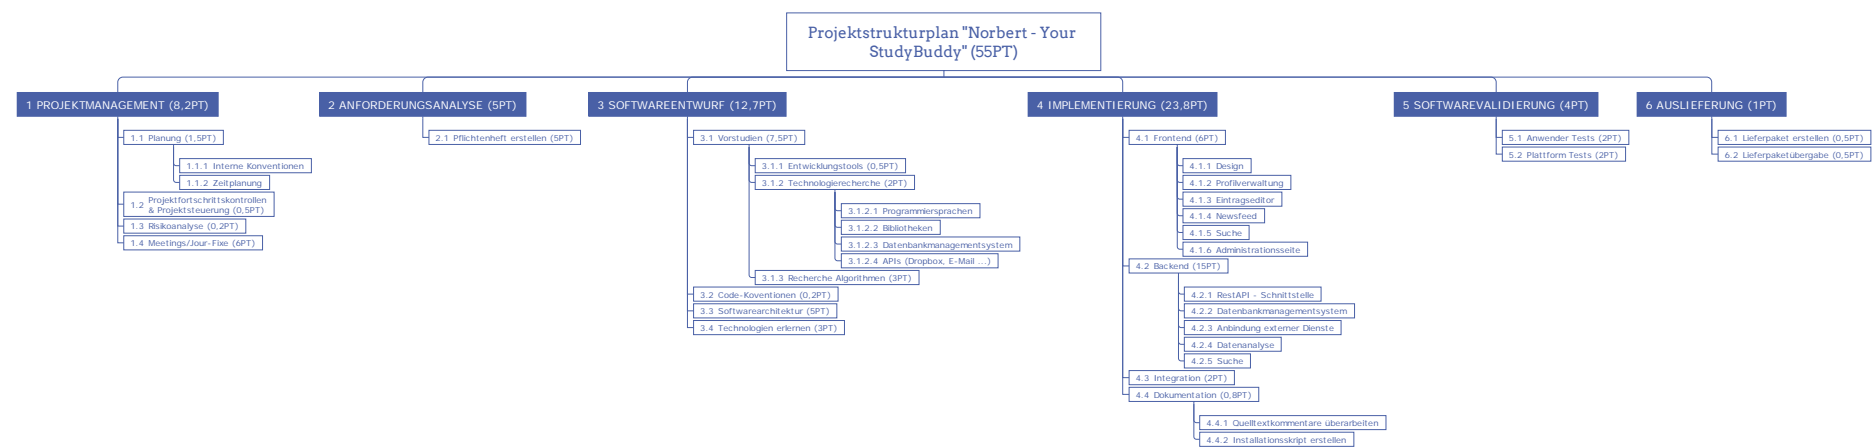 Projektstrukturplan "Norbert - Your
StudyBuddy" (55PT)
1 PROJEKTMANAGEMENT (8,2PT)
1.1 Planung (1,5PT)
1.1.1 Interne Konventionen
1.1.2 Zeitplanung
1.2 Projektfortschrittskontrollen
& Projektsteuerung (0,5PT)
1.3 Risikoanalyse (0,2PT)
1.4 Meetings/Jour-Fixe (6PT)
2 ANFORDERUNGSANALYSE (5PT)
2.1 Pflichtenheft erstellen (5PT)
3 SOFTWAREENTWURF (12,7PT)
3.1 Vorstudien (7,5PT)
3.1.1 Entwicklungstools (0,5PT)
3.1.2 Technologierecherche (2PT)
3.1.2.1 Programmiersprachen
3.1.2.2 Bibliotheken
3.1.2.3 Datenbankmanagementsystem
3.1.2.4 APIs (Dropbox, E-Mail ...)
3.1.3 Recherche Algorithmen (3PT)
3.2 Code-Koventionen (0,2PT)
3.3 Softwarearchitektur (5PT)
3.4 Technologien erlernen (3PT)
4 IMPLEMENTIERUNG (23,8PT)
4.1 Frontend (6PT)
4.1.1 Design
4.1.2 Profilverwaltung
4.1.3 Eintragseditor
4.1.4 Newsfeed
4.1.5 Suche
4.1.6 Administrationsseite
4.2 Backend (15PT)
4.2.1 RestAPI - Schnittstelle
4.2.2 Datenbankmanagementsystem
4.2.3 Anbindung externer Dienste
4.2.4 Datenanalyse
4.2.5 Suche
4.3 Integration (2PT)
4.4 Dokumentation (0,8PT)
4.4.1 Quelltextkommentare überarbeiten
4.4.2 Installationsskript erstellen
5 SOFTWAREVALIDIERUNG (4PT)
5.1 Anwender Tests (2PT)
5.2 Plattform Tests (2PT)
6 AUSLIEFERUNG (1PT)
6.1 Lieferpaket erstellen (0,5PT)
6.2 Lieferpaketübergabe (0,5PT)